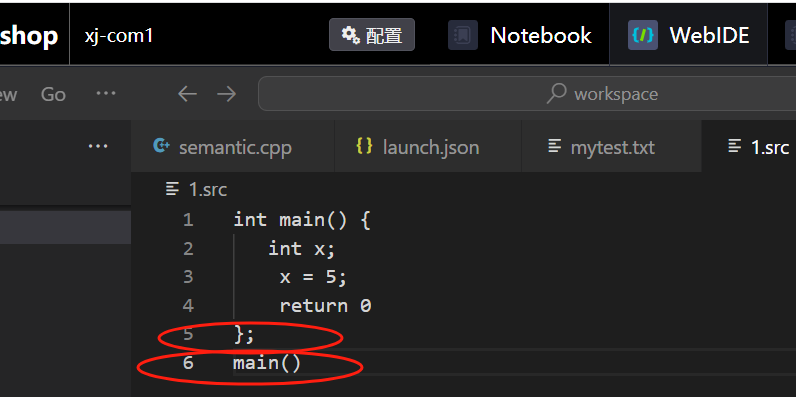 shop xj-com1 配置 Notebook WebIDE
ew Go ··· workspace
··· semantic.cpp launch.json mytest.txt 1.src
1.src
1 int main() {
2 int x;
3 x = 5;
4 return 0
5 };
6 main()